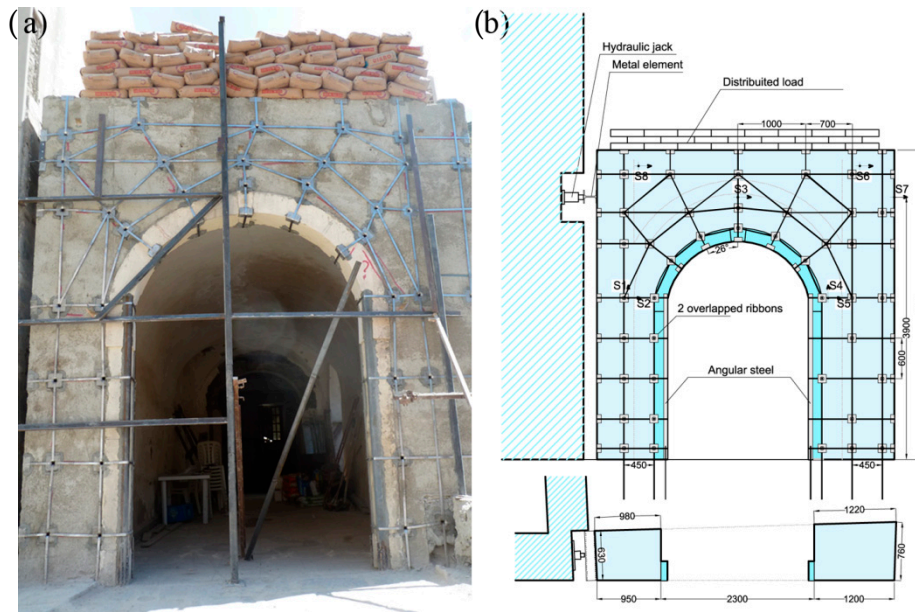 (a)
(b)
Hydraulic jack
Metal element
Distribuited load
1000
700
S8
S3
S6
S7
26°
S1
S2
S4
S5
2 overlapped ribbons
3900
600
Angular steel
450
450
980
1220
630
760
950
2300
1200